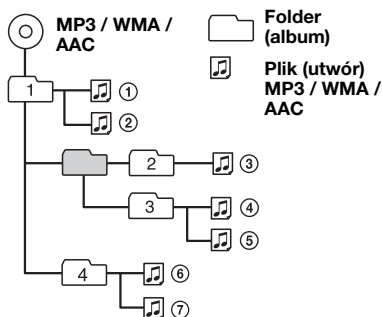 MP3 / WMA /
AAC
Folder
(album)
Plik (utwór)
MP3 / WMA /
AAC
1
①
②
2
③
3
④
⑤
4
⑥
⑦